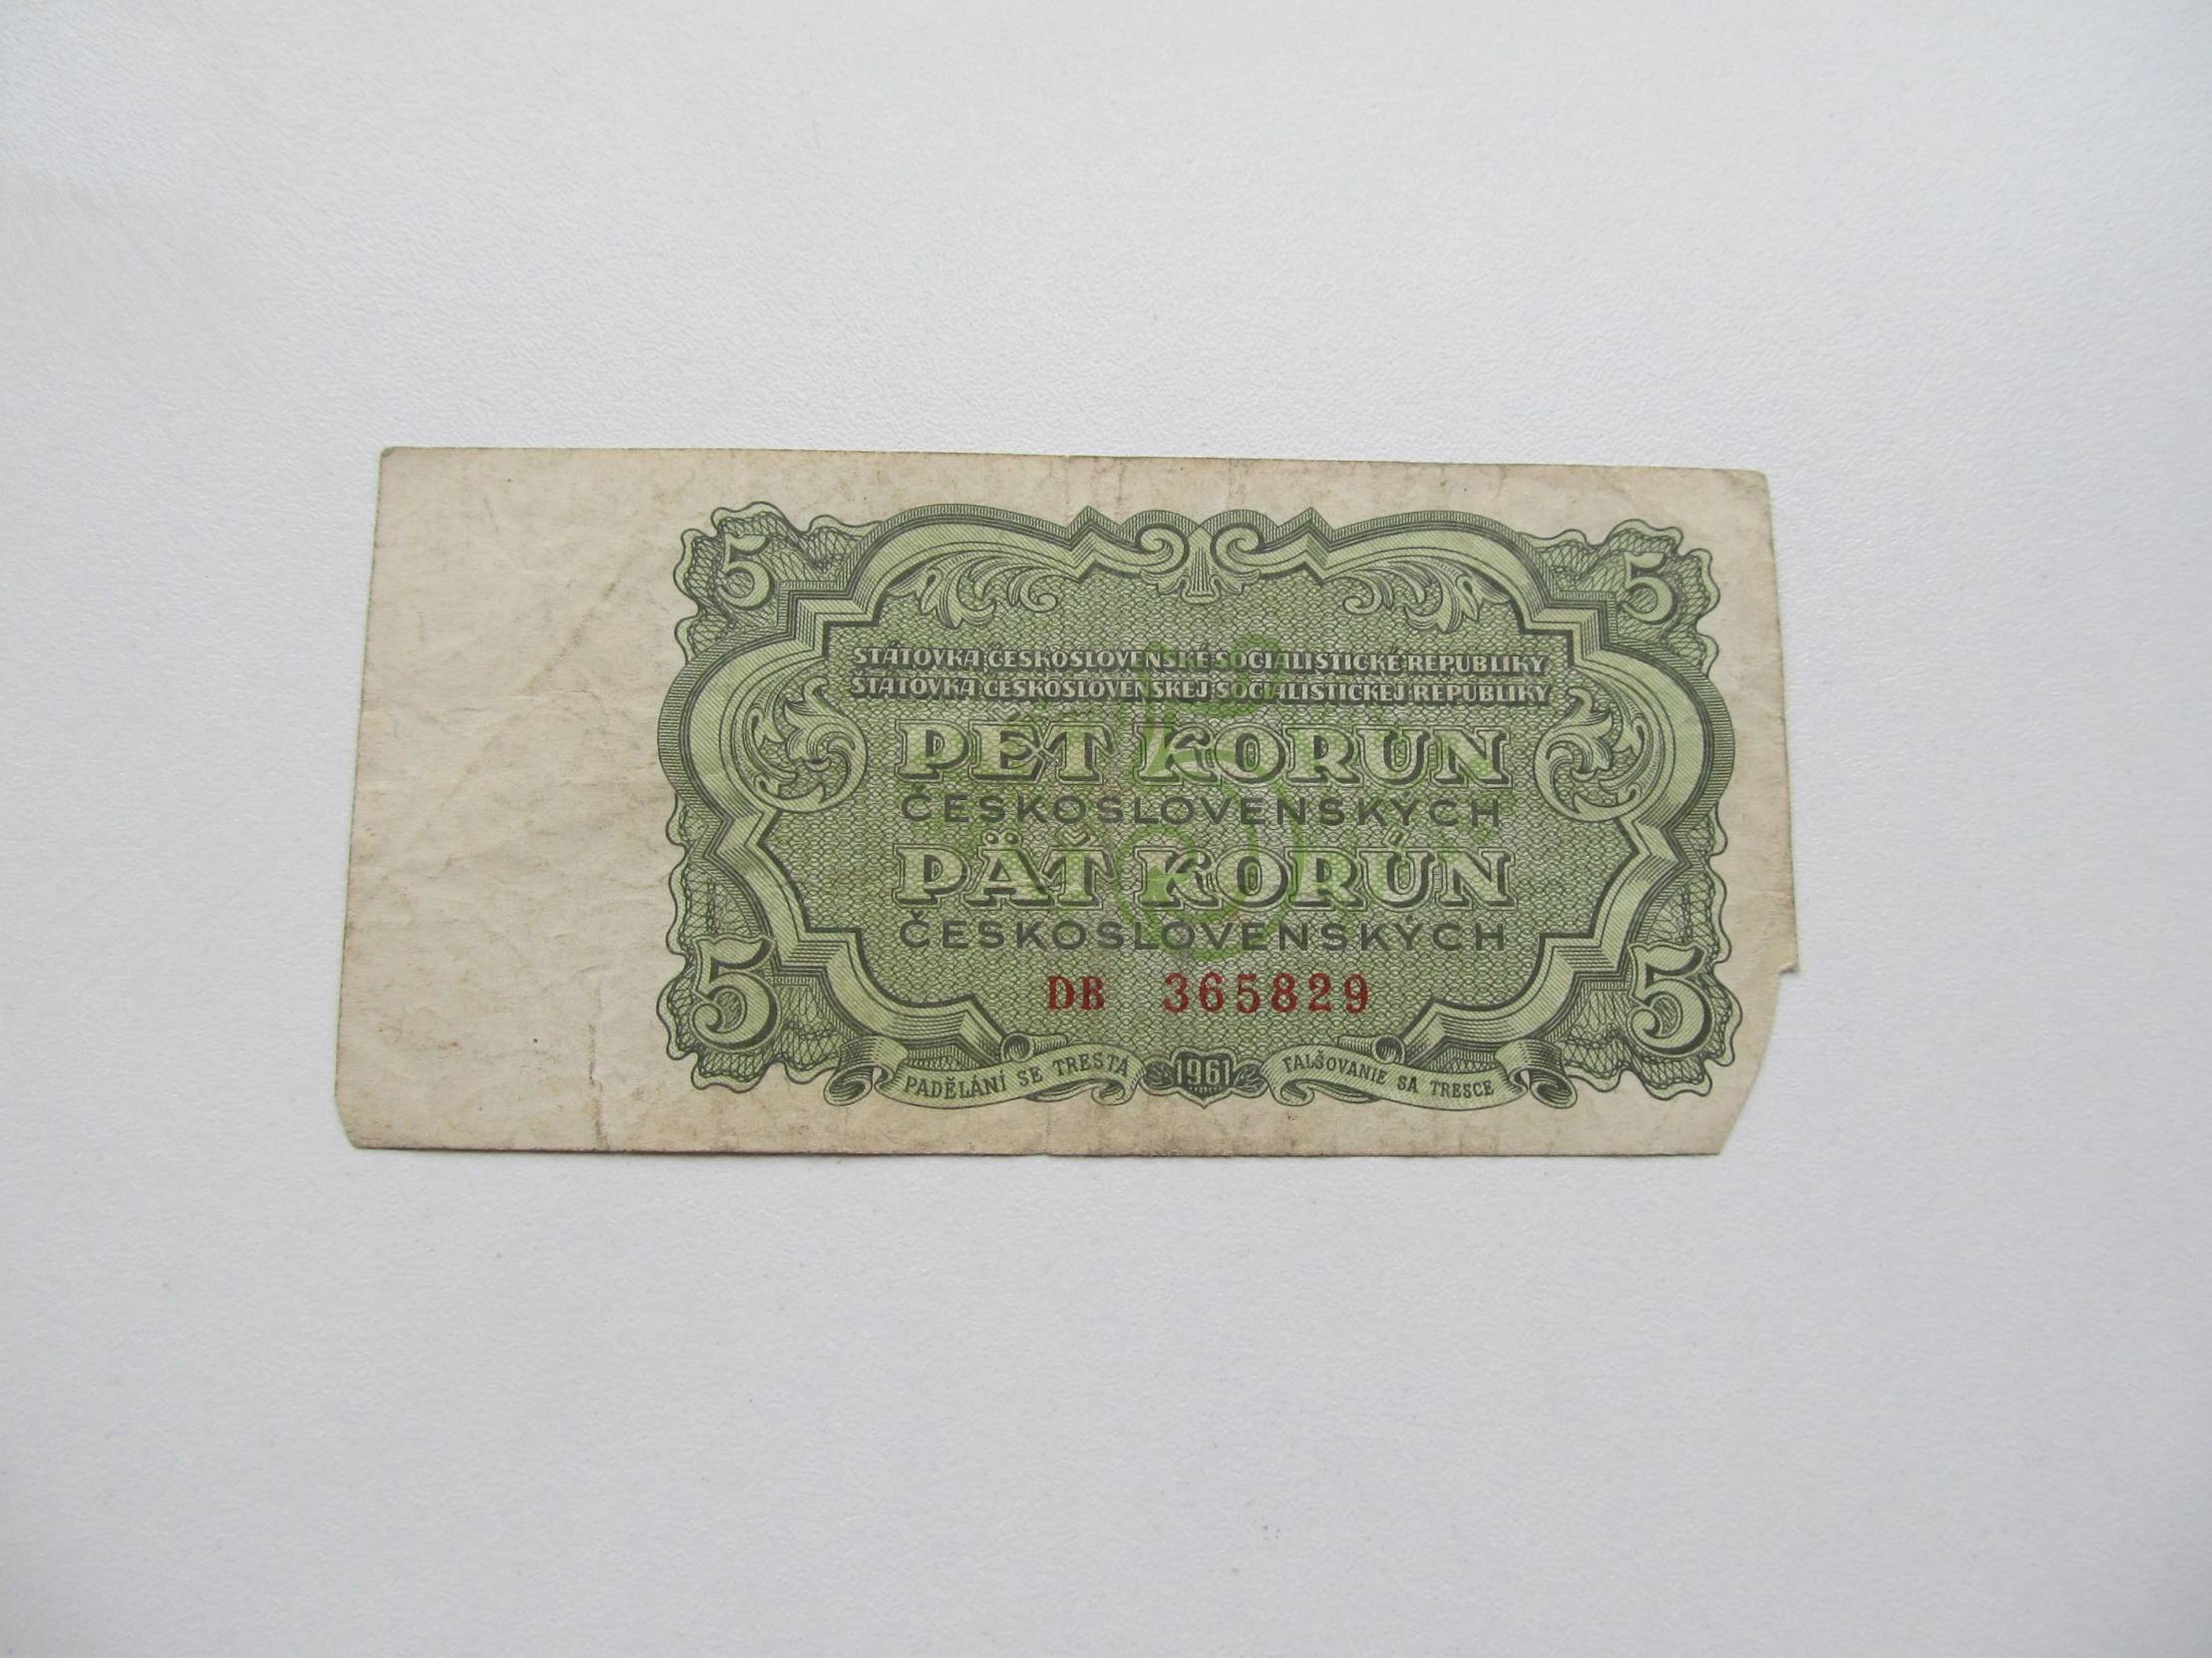 5 5
STÁTOVKA ČESKOSLOVENSKÉ SOCIALISTICKÉ REPUBLIKY
ŠTÁTOVKA ČESKOSLOVENSKEJ SOCIALISTICKEJ REPUBLIKY
PĚT KORUN
ČESKOSLOVENSKÝCH
PÄŤ KORÚN
ČESKOSLOVENSKÝCH
5 5
DB 365829
PADĚLÁNÍ SE TRESTÁ 1961 FALŠOVANIE SA TRESCE